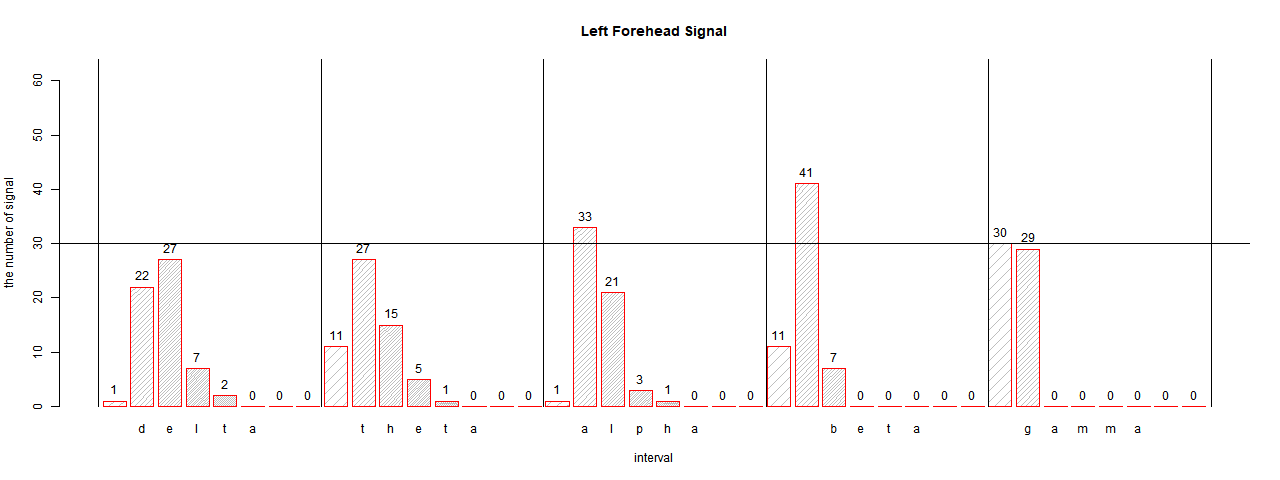 Left Forehead Signal
the number of signal
60
50
40
30
20
10
0
1 22 27 7 2 0 0 0
11 27 15 5 1 0 0 0
1 33 21 3 1 0 0 0
11 41 7 0 0 0 0 0
30 29 0 0 0 0 0 0
d e l t a t h e t a a l p h a b e t a g a m m a
interval